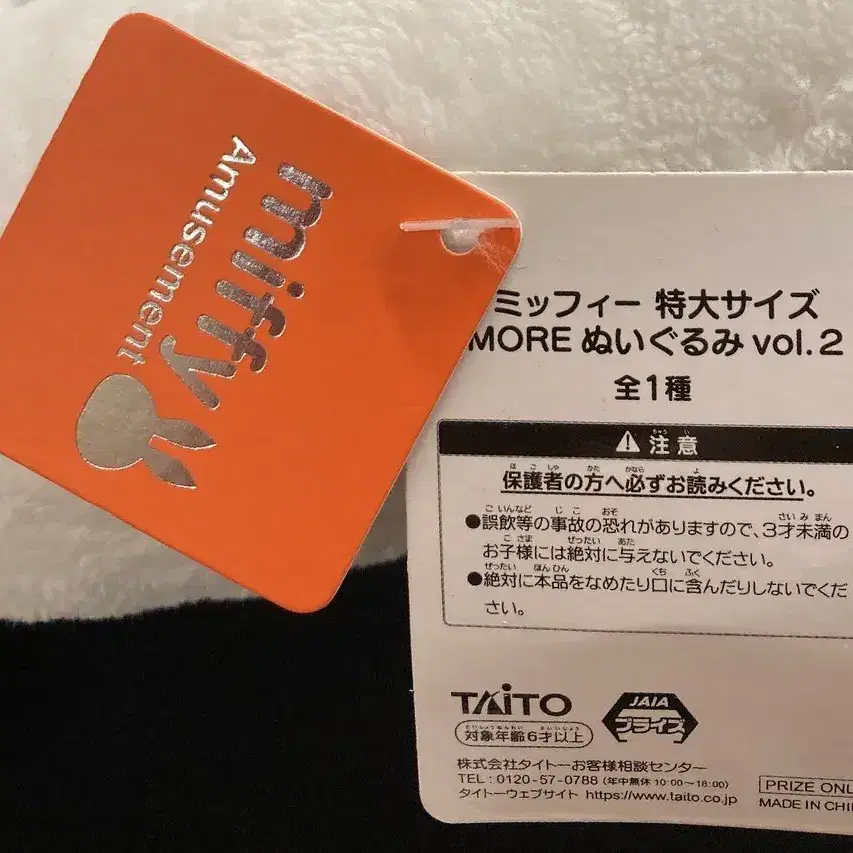 miffy
Amusement
ミッフィー 特大サイズ
MORE ぬいぐるみ vol.2
全1種
⚠ 注意
ちゅう い
ほ ご しゃ かた かなら よ
保護者の方へ必ずお読みください。
ご いんなど じ こ おそ さい み まん
●誤飲等の事故の恐れがありますので、3才未満の
こ さま ぜったい あた
お子様には絶対に与えないでください。
ぜったい ほんひん くち ふく
●絶対に本品をなめたり口に含んだりしないでくだ
さい。
TAITO
対象年齢6才以上
JAIA
プライズ
株式会社タイトーお客様相談センター
TEL:0120-57-0788(年中無休 10:00~18:00)
タイトーウェブサイト https://www.taito.co.jp
PRIZE
MADE IN